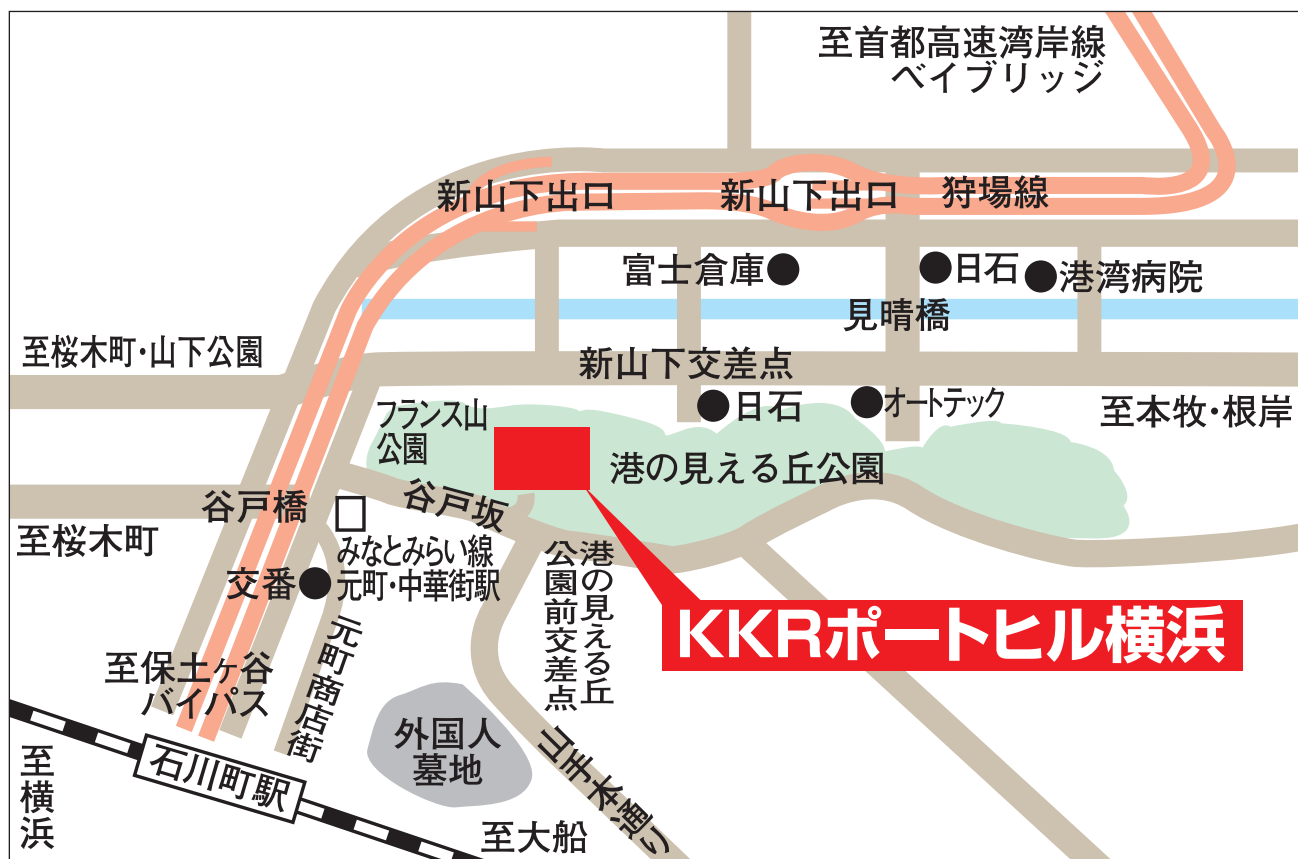 至首都高速湾岸線
ベイブリッジ
新山下出口
新山下出口
狩場線
富士倉庫
日石
港湾病院
見晴橋
至桜木町・山下公園
新山下交差点
フランス山
公園
日石
オートテック
至本牧・根岸
港の見える丘公園
谷戸橋
谷戸坂
至桜木町
みなとみらい線
元町・中華街駅
交番
港の見える丘
公園前交差点
KKRポートヒル横浜
元町商店街
至保土ヶ谷
バイパス
外国人
墓地
山手本通り
石川町駅
至横浜
至大船